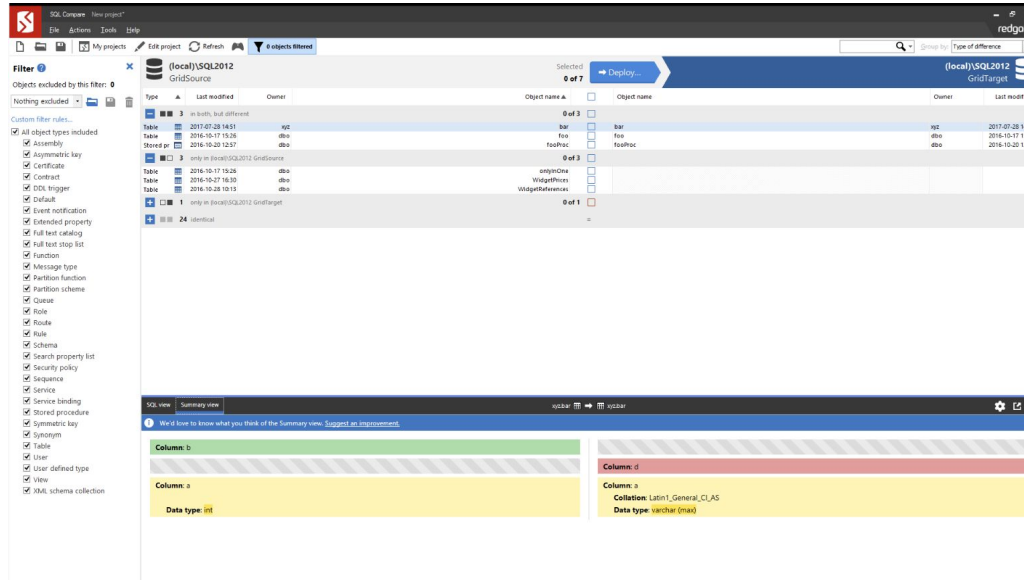 SQL Compare New project*
File Actions Tools Help
redga
My projects Edit project Refresh 0 objects filtered
Group by: Type of difference
Filter ?
Objects excluded by this filter: 0
Nothing excluded
Custom filter rules...
All object types included
Assembly
Asymmetric key
Certificate
Contract
DDL trigger
Default
Event notification
Extended property
Full text catalog
Full text stop list
Function
Message type
Partition function
Partition scheme
Queue
Role
Route
Rule
Schema
Search property list
Security policy
Sequence
Service
Service binding
Stored procedure
Symmetric key
Synonym
Table
User
User defined type
View
XML schema collection
(local)\SQL2012
GridSource
Selected
0 of 7
Deploy...
(local)\SQL2012
GridTarget
Type Last modified Owner Object name Object name Owner Last modif
3 in both, but different 0 of 3
Table 2017-07-28 14:51 xyz bar bar xyz 2017-07-28 1
Table 2016-10-17 15:26 dbo foo foo dbo 2016-10-17 1
Stored pr 2016-10-20 12:57 dbo fooProc fooProc dbo 2016-10-20 1
3 only in (local)\SQL2012 GridSource 0 of 3
Table 2016-10-17 15:26 dbo onlyInOne
Table 2016-10-27 16:30 dbo WidgetPrices
Table 2016-10-28 10:13 dbo WidgetReferences
1 only in (local)\SQL2012 GridTarget 0 of 1
24 identical =
SQL view Summary view xyz.bar xyz.bar
We'd love to know what you think of the Summary view. Suggest an improvement.
Column: b
Column: d
Column: a
Data type: int
Column: a
Collation: Latin1_General_CI_AS
Data type: varchar (max)